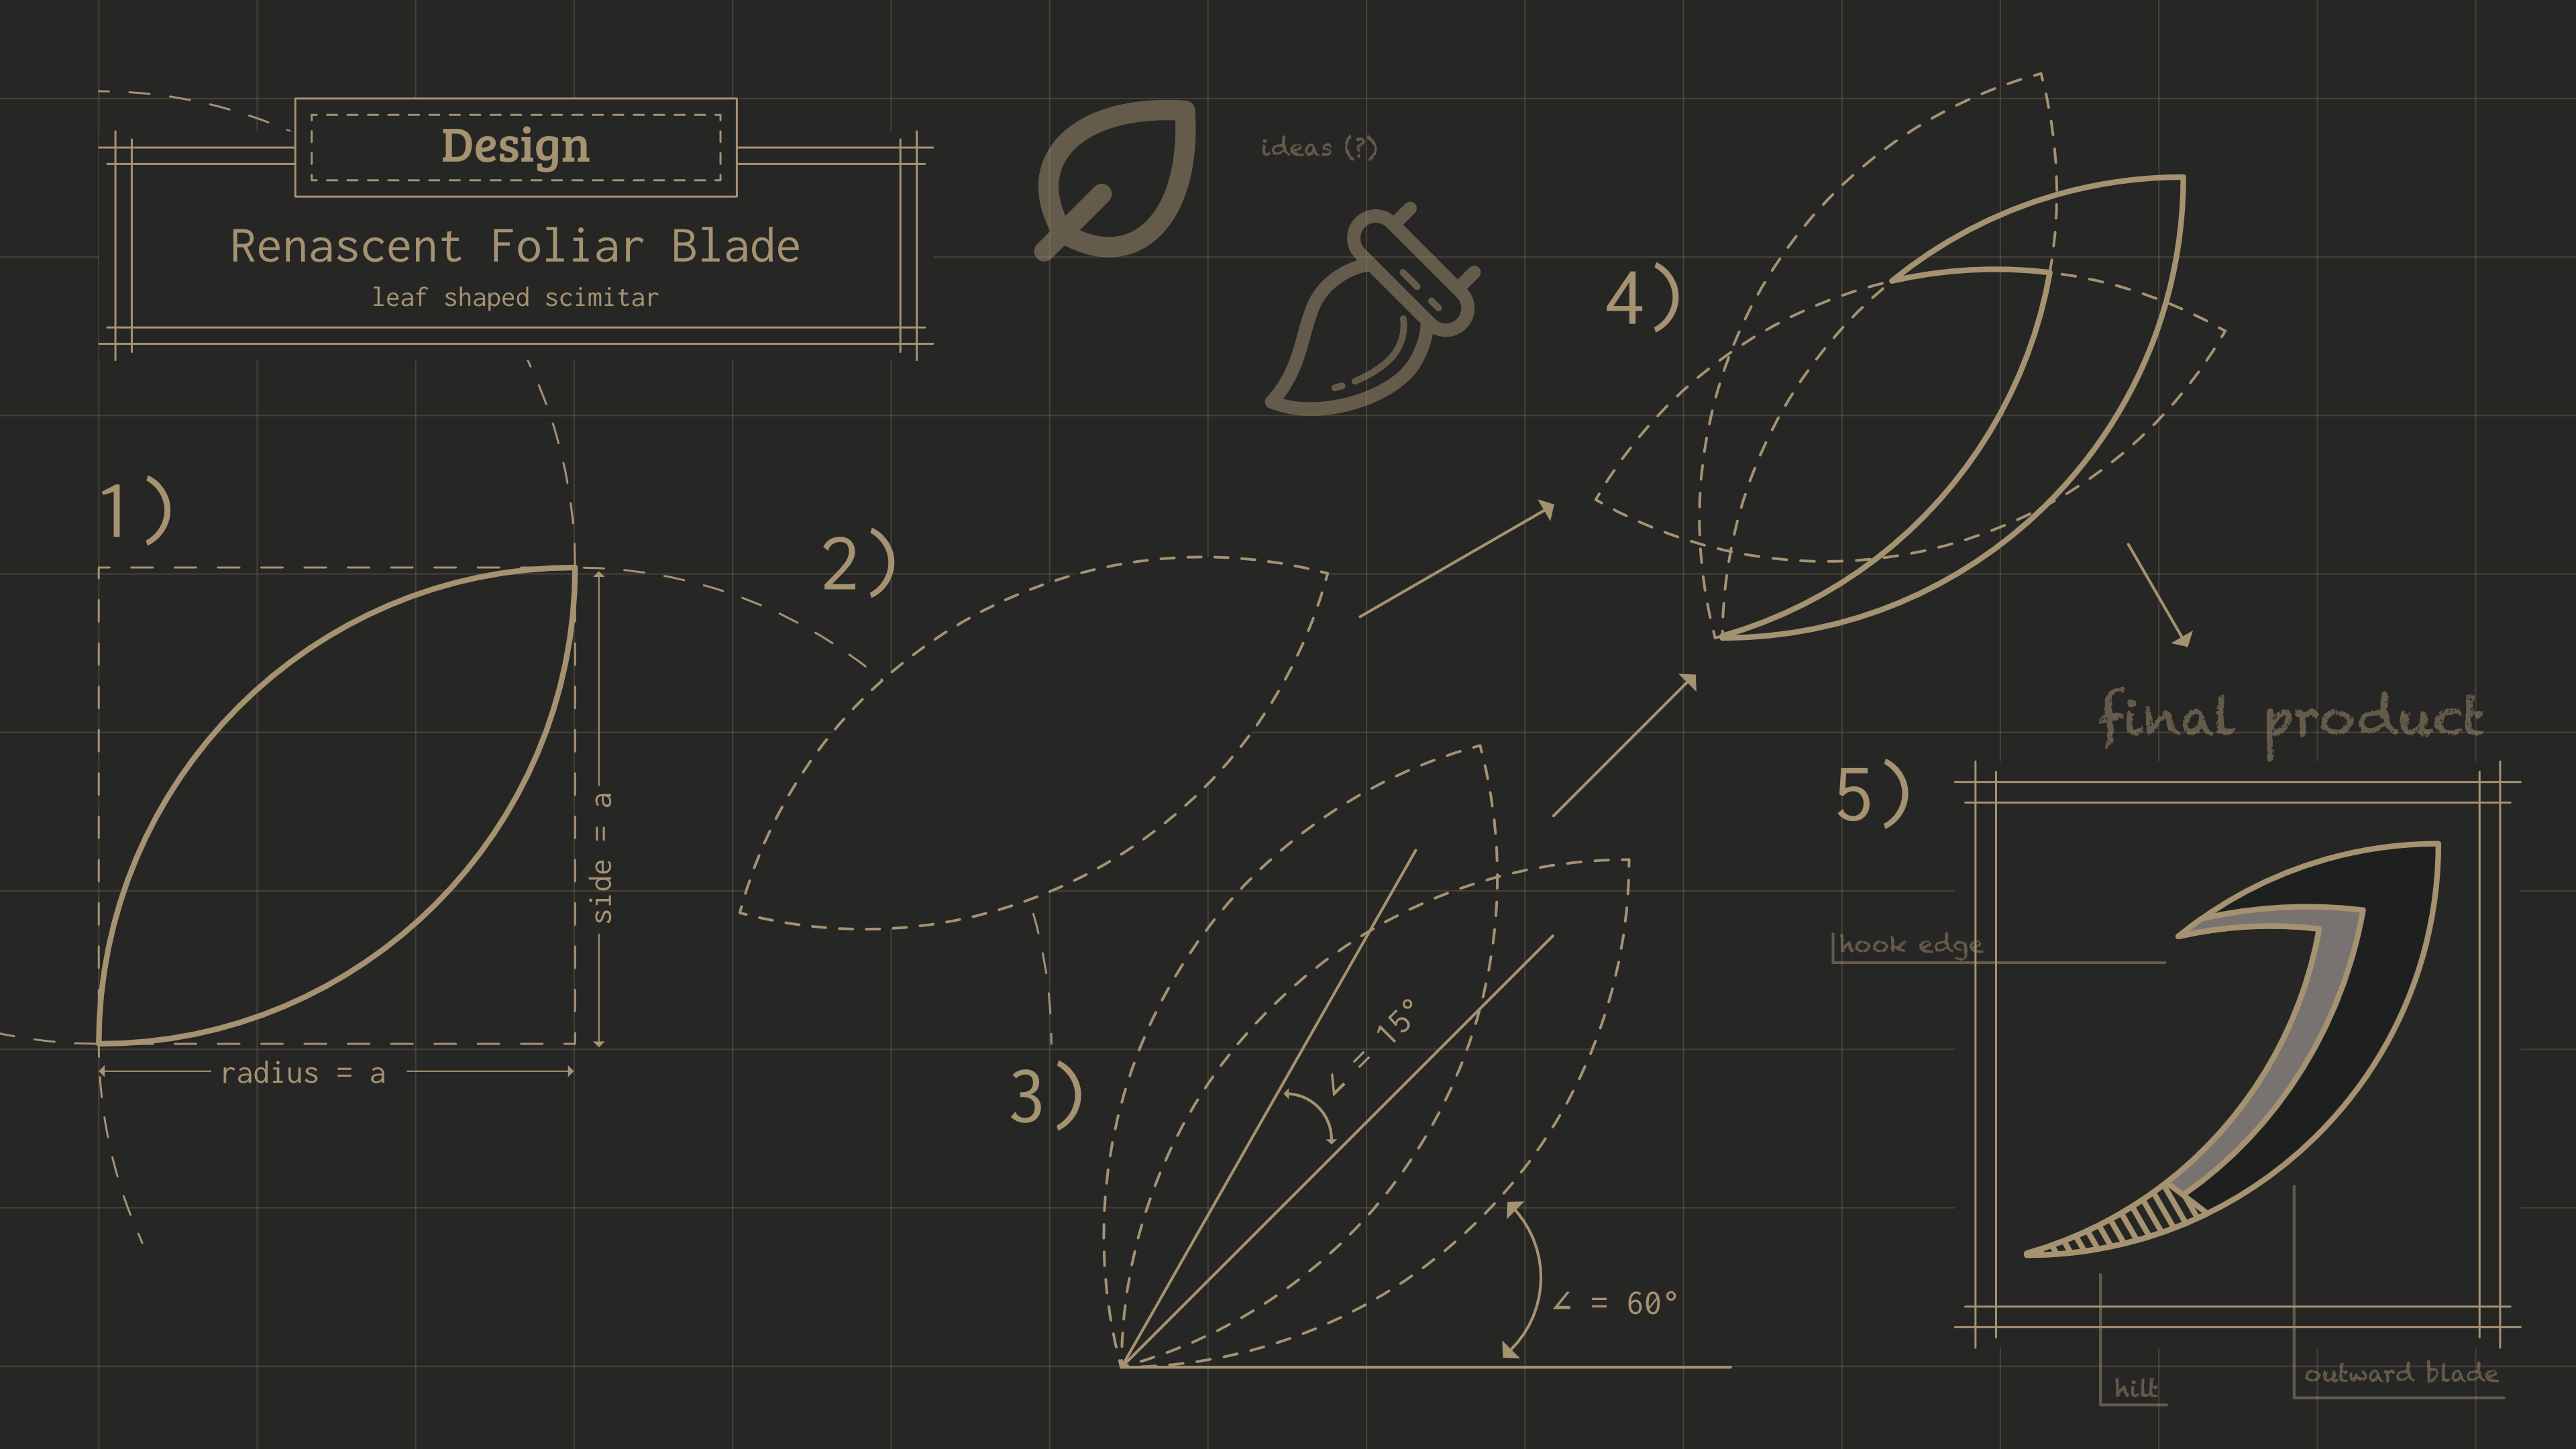 Design
Renascent Foliar Blade
leaf shaped scimitar
ideas (?)
1)
side = a
radius = a
2)
3)
∠ = 15°
∠ = 60°
4)
final product
5)
hook edge
hilt
outward blade